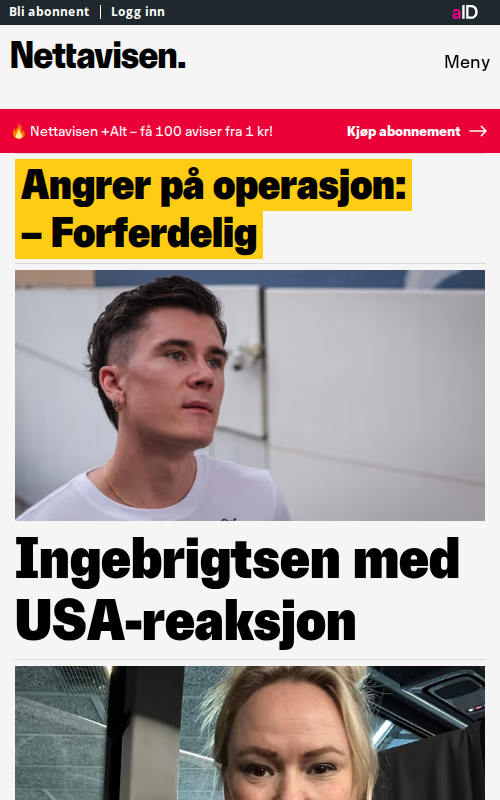 Bli abonnent | Logg inn
aID
Nettavisen.
Meny
🔥 Nettavisen +Alt – få 100 aviser fra 1 kr!
Kjøp abonnement →
Angrer på operasjon:
– Forferdelig
Ingebrigtsen med
USA-reaksjon